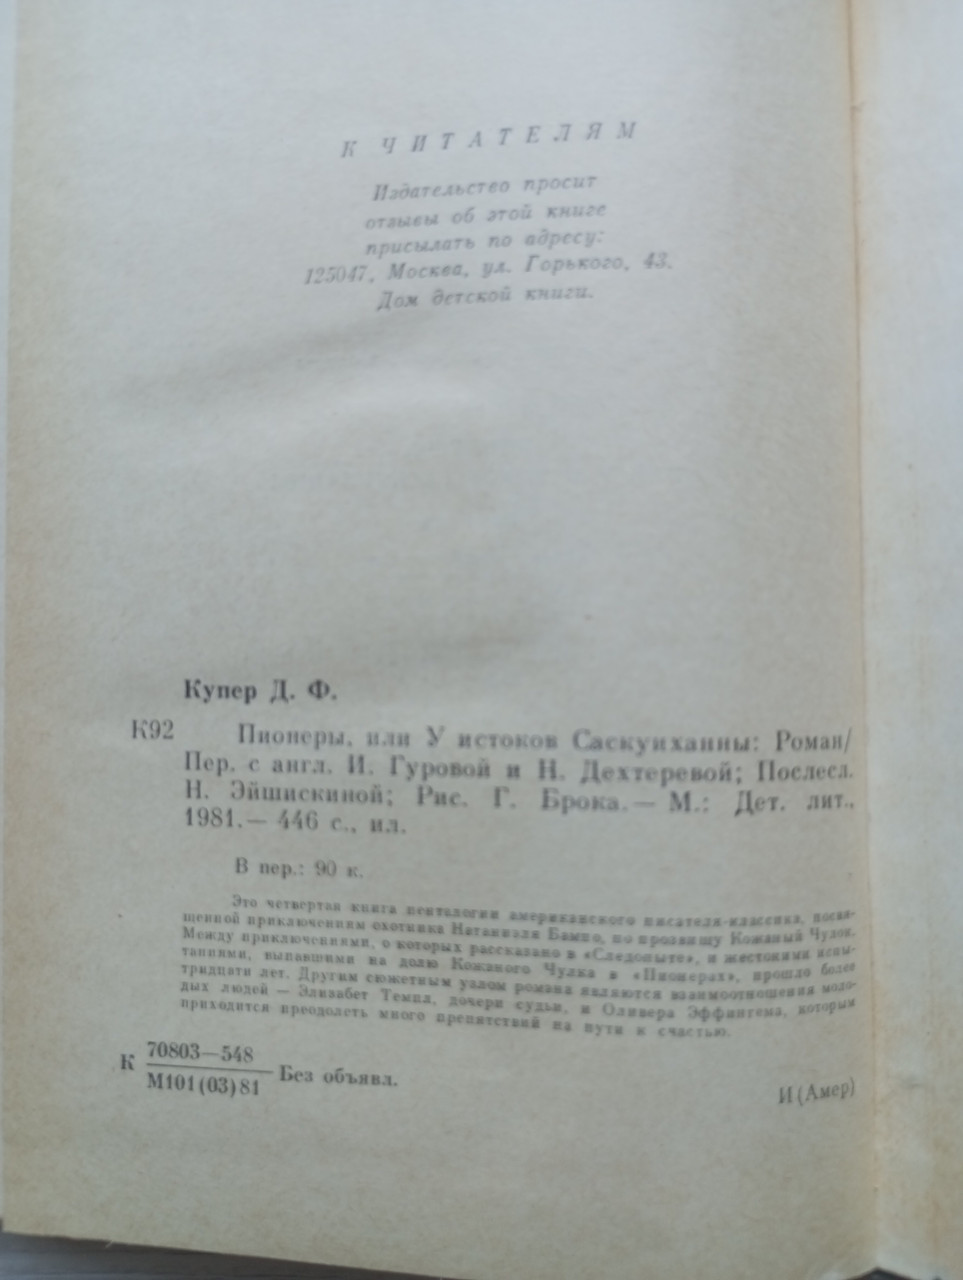 К ЧИТАТЕЛЯМ
Издательство просит
отзывы об этой книге
присылать по адресу:
125047, Москва, ул. Горького, 43.
Дом детской книги.
Купер Д. Ф.
К92 Пионеры, или У истоков Саскуиханны: Роман/
Пер. с англ. И. Гуровой и Н. Дехтеревой; Послесл.
Н. Эйшискиной; Рис. Г. Брока.— М.: Дет. лит.,
1981.— 446 с., ил.
В пер.: 90 к.
Это четвертая книга пенталогии американского писателя-классика, посвя-
щенной приключениям охотника Натаниэля Бампо, по прозвищу Кожаный Чулок.
Между приключениями, о которых рассказано в «Следопыте», и жестокими испы-
таниями, выпавшими на долю Кожаного Чулка в «Пионерах», прошло более
тридцати лет. Другим сюжетным узлом романа являются взаимоотношения моло-
дых людей — Элизабет Темпл, дочери судьи, и Оливера Эффингема, которым
приходится преодолеть много препятствий на пути к счастью.
К 70803—548
М101(03)81 Без объявл.
И(Амер)